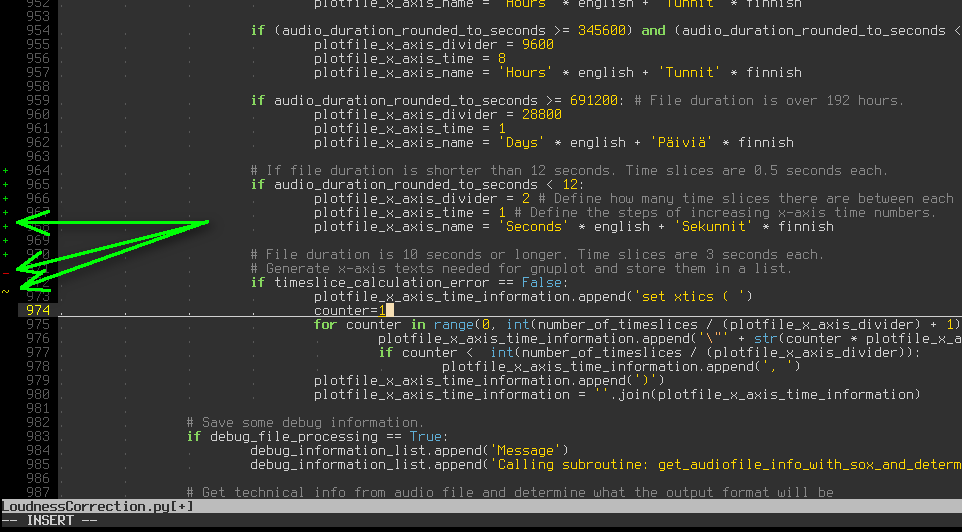 952 plotfile_x_axis_name = 'Hours' * english + 'Tunnit' * finnish
953
954 if (audio_duration_rounded_to_seconds >= 345600) and (audio_duration_rounded_to_seconds <
955 plotfile_x_axis_divider = 9600
956 plotfile_x_axis_time = 8
957 plotfile_x_axis_name = 'Hours' * english + 'Tunnit' * finnish
958
959 if audio_duration_rounded_to_seconds >= 691200: # File duration is over 192 hours.
960 plotfile_x_axis_divider = 28800
961 plotfile_x_axis_time = 1
962 plotfile_x_axis_name = 'Days' * english + 'Päiviä' * finnish
963
+ 964 # If file duration is shorter than 12 seconds. Time slices are 0.5 seconds each.
+ 965 if audio_duration_rounded_to_seconds < 12:
+ 966 plotfile_x_axis_divider = 2 # Define how many time slices there are between each
+ plotfile_x_axis_time = 1 # Define the steps of increasing x-axis time numbers.
+ plotfile_x_axis_name = 'Seconds' * english + 'Sekunnit' * finnish
+ 969
+ # File duration is 10 seconds or longer. Time slices are 3 seconds each.
_ # Generate x-axis texts needed for gnuplot and store them in a list.
if timeslice_calculation_error == False:
~ 973 plotfile_x_axis_time_information.append('set xtics ( ')
974 counter=1
975 for counter in range(0, int(number_of_timeslices / (plotfile_x_axis_divider) + 1)
976 plotfile_x_axis_time_information.append('\"' + str(counter * plotfile_x_a
977 if counter < int(number_of_timeslices / (plotfile_x_axis_divider)):
978 plotfile_x_axis_time_information.append(', ')
979 plotfile_x_axis_time_information.append(')')
980 plotfile_x_axis_time_information = ''.join(plotfile_x_axis_time_information)
981
982 # Save some debug information.
983 if debug_file_processing == True:
984 debug_information_list.append('Message')
985 debug_information_list.append('Calling subroutine: get_audiofile_info_with_sox_and_determ
986
987 # Get technical info from audio file and determine what the output format will be
LoudnessCorrection.py[+]
-- INSERT --